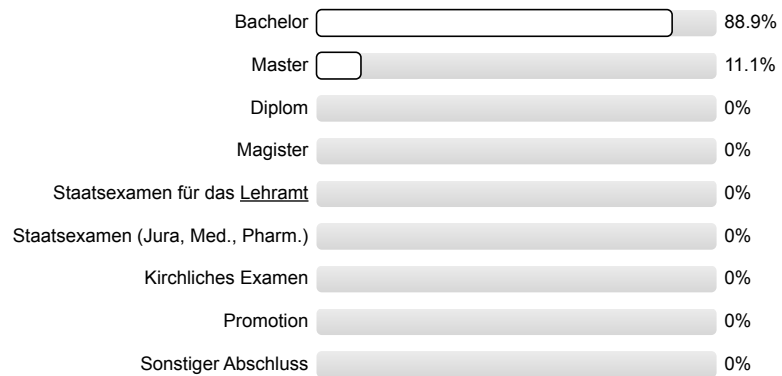 Bachelor 88.9%
Master 11.1%
Diplom 0%
Magister 0%
Staatsexamen für das Lehramt 0%
Staatsexamen (Jura, Med., Pharm.) 0%
Kirchliches Examen 0%
Promotion 0%
Sonstiger Abschluss 0%